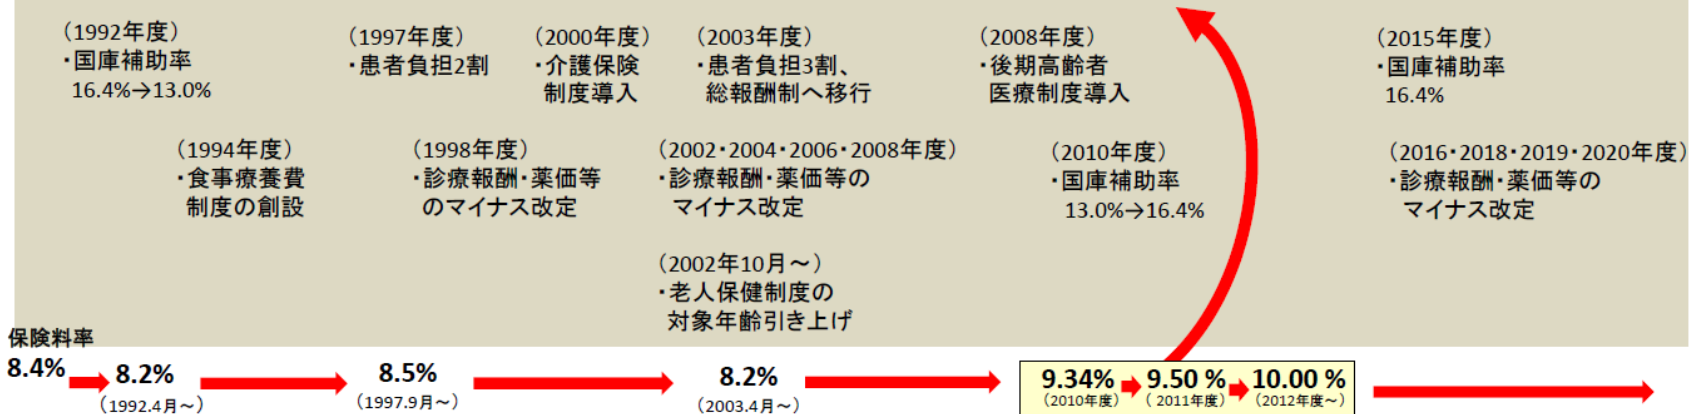 (1992年度)
・国庫補助率
16.4%→13.0%
(1997年度)
・患者負担2割
(2000年度)
・介護保険
制度導入
(2003年度)
・患者負担3割、
総報酬制へ移行
(2008年度)
・後期高齢者
医療制度導入
(2015年度)
・国庫補助率
16.4%
(1994年度)
・食事療養費
制度の創設
(1998年度)
・診療報酬・薬価等
のマイナス改定
(2002・2004・2006・2008年度)
・診療報酬・薬価等の
マイナス改定
(2010年度)
・国庫補助率
13.0%→16.4%
(2016・2018・2019・2020年度)
・診療報酬・薬価等の
マイナス改定
(2002年10月~)
・老人保健制度の
対象年齢引き上げ
保険料率
8.4%
8.2%
(1992.4月~)
8.5%
(1997.9月~)
8.2%
(2003.4月~)
9.34%
(2010年度)
9.50 %
( 2011年度)
10.00 %
(2012年度~)